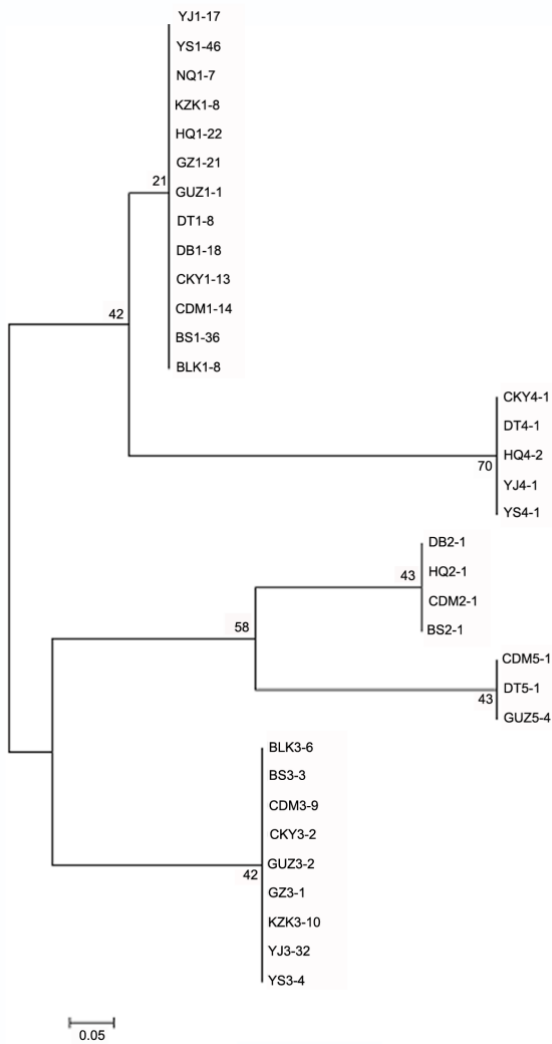 YJ1-17
YS1-46
NQ1-7
KZK1-8
HQ1-22
GZ1-21
21
GUZ1-1
DT1-8
DB1-18
CKY1-13
CDM1-14
42
BS1-36
BLK1-8
CKY4-1
DT4-1
HQ4-2
70
YJ4-1
YS4-1
DB2-1
43
HQ2-1
CDM2-1
58
BS2-1
CDM5-1
DT5-1
43
GUZ5-4
BLK3-6
BS3-3
CDM3-9
CKY3-2
GUZ3-2
42
GZ3-1
KZK3-10
YJ3-32
YS3-4
0.05